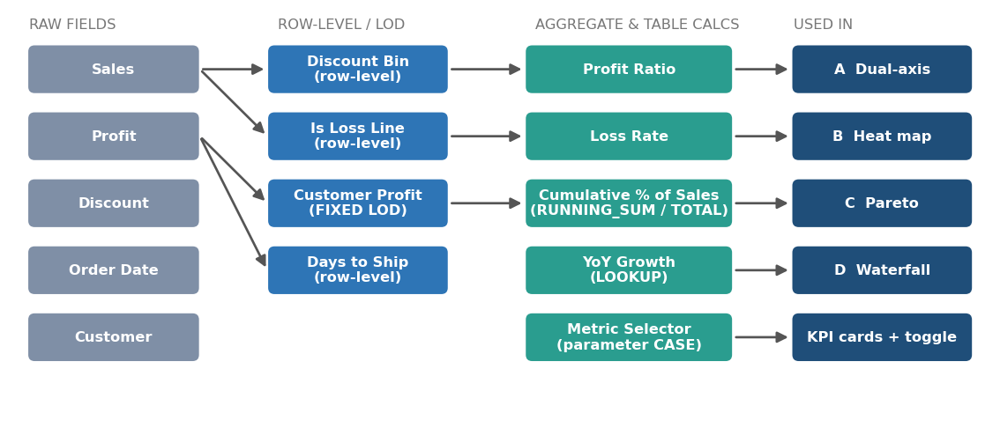 RAW FIELDS
ROW-LEVEL / LOD
AGGREGATE & TABLE CALCS
USED IN
Sales
Discount Bin
(row-level)
Profit Ratio
A  Dual-axis
Profit
Is Loss Line
(row-level)
Loss Rate
B  Heat map
Discount
Customer Profit
(FIXED LOD)
Cumulative % of Sales
(RUNNING_SUM / TOTAL)
C  Pareto
Order Date
Days to Ship
(row-level)
YoY Growth
(LOOKUP)
D  Waterfall
Customer
Metric Selector
(parameter CASE)
KPI cards + toggle